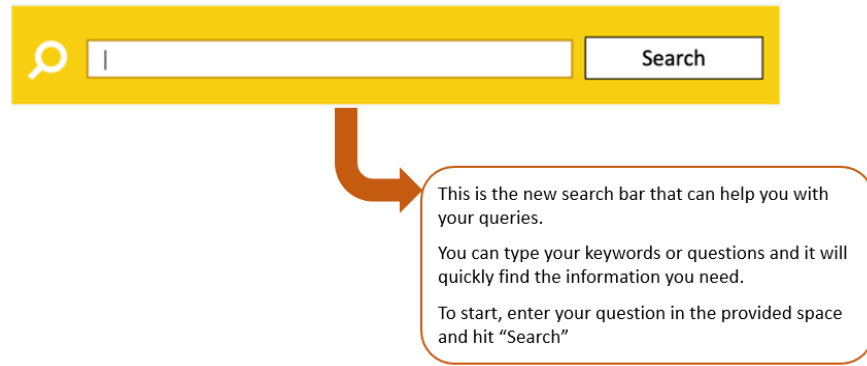 Search
This is the new search bar that can help you with
your queries.
You can type your keywords or questions and it will
quickly find the information you need.
To start, enter your question in the provided space
and hit “Search”